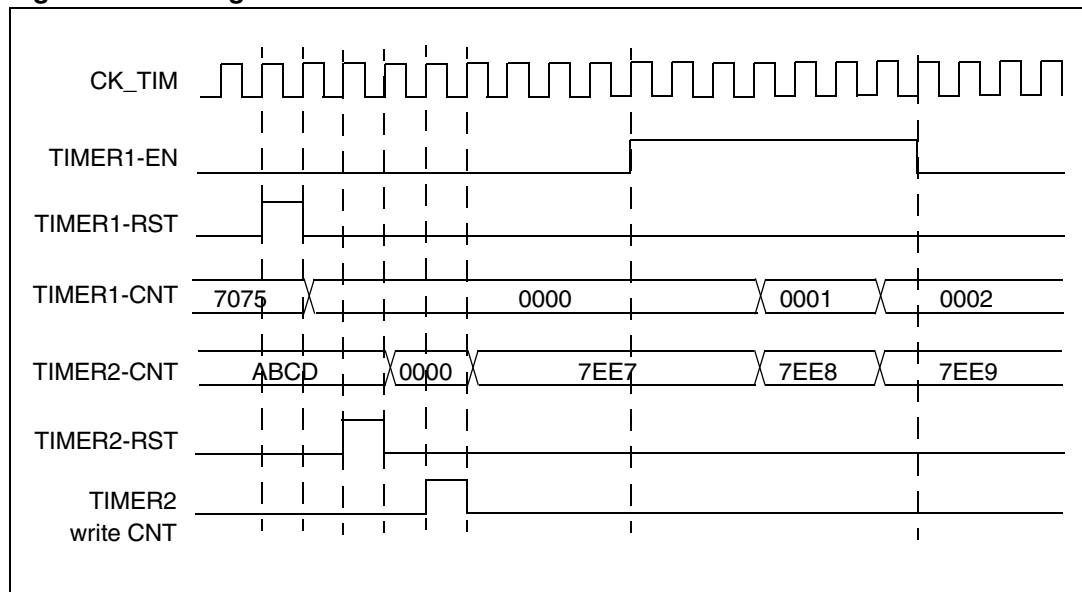 CK_TIM
TIMER1-EN
TIMER1-RST
TIMER1-CNT 7075 0000 0001 0002
TIMER2-CNT ABCD 0000 7EE7 7EE8 7EE9
TIMER2-RST
TIMER2
write CNT